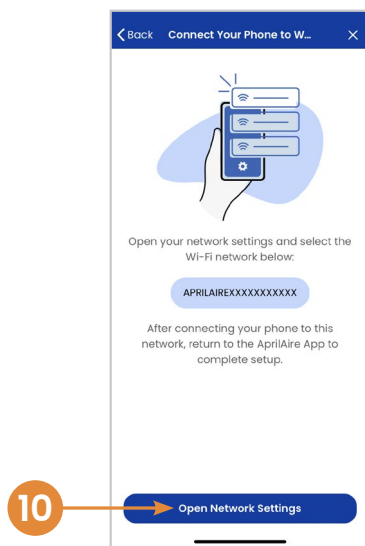 Back Connect Your Phone to W...
Open your network settings and select the
Wi-Fi network below:
APRILAIREXXXXXXXXXXX
After connecting your phone to this
network, return to the AprilAire App to
complete setup.
10 Open Network Settings